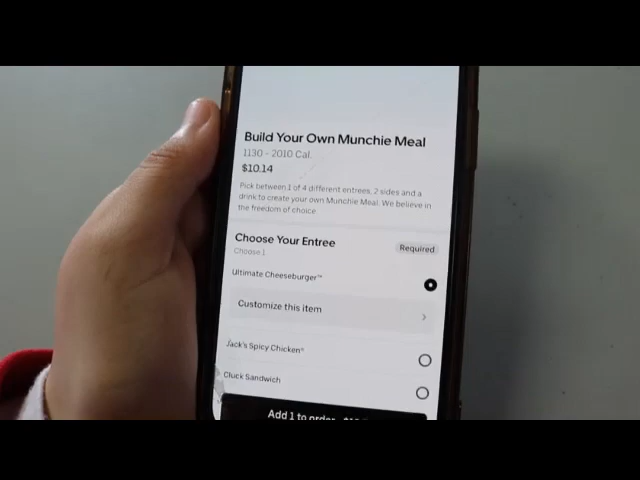 Build Your Own Munchie Meal
1130 - 2010 Cal.
$10.14
Pick between 1 of 4 different entrees, 2 sides and a
drink to create your own Munchie Meal. We believe in
the freedom of choice.
Choose Your Entree
Required
Choose 1
Ultimate Cheeseburger™
Customize this item
Jack's Spicy Chicken®
Cluck Sandwich
Add 1 to order